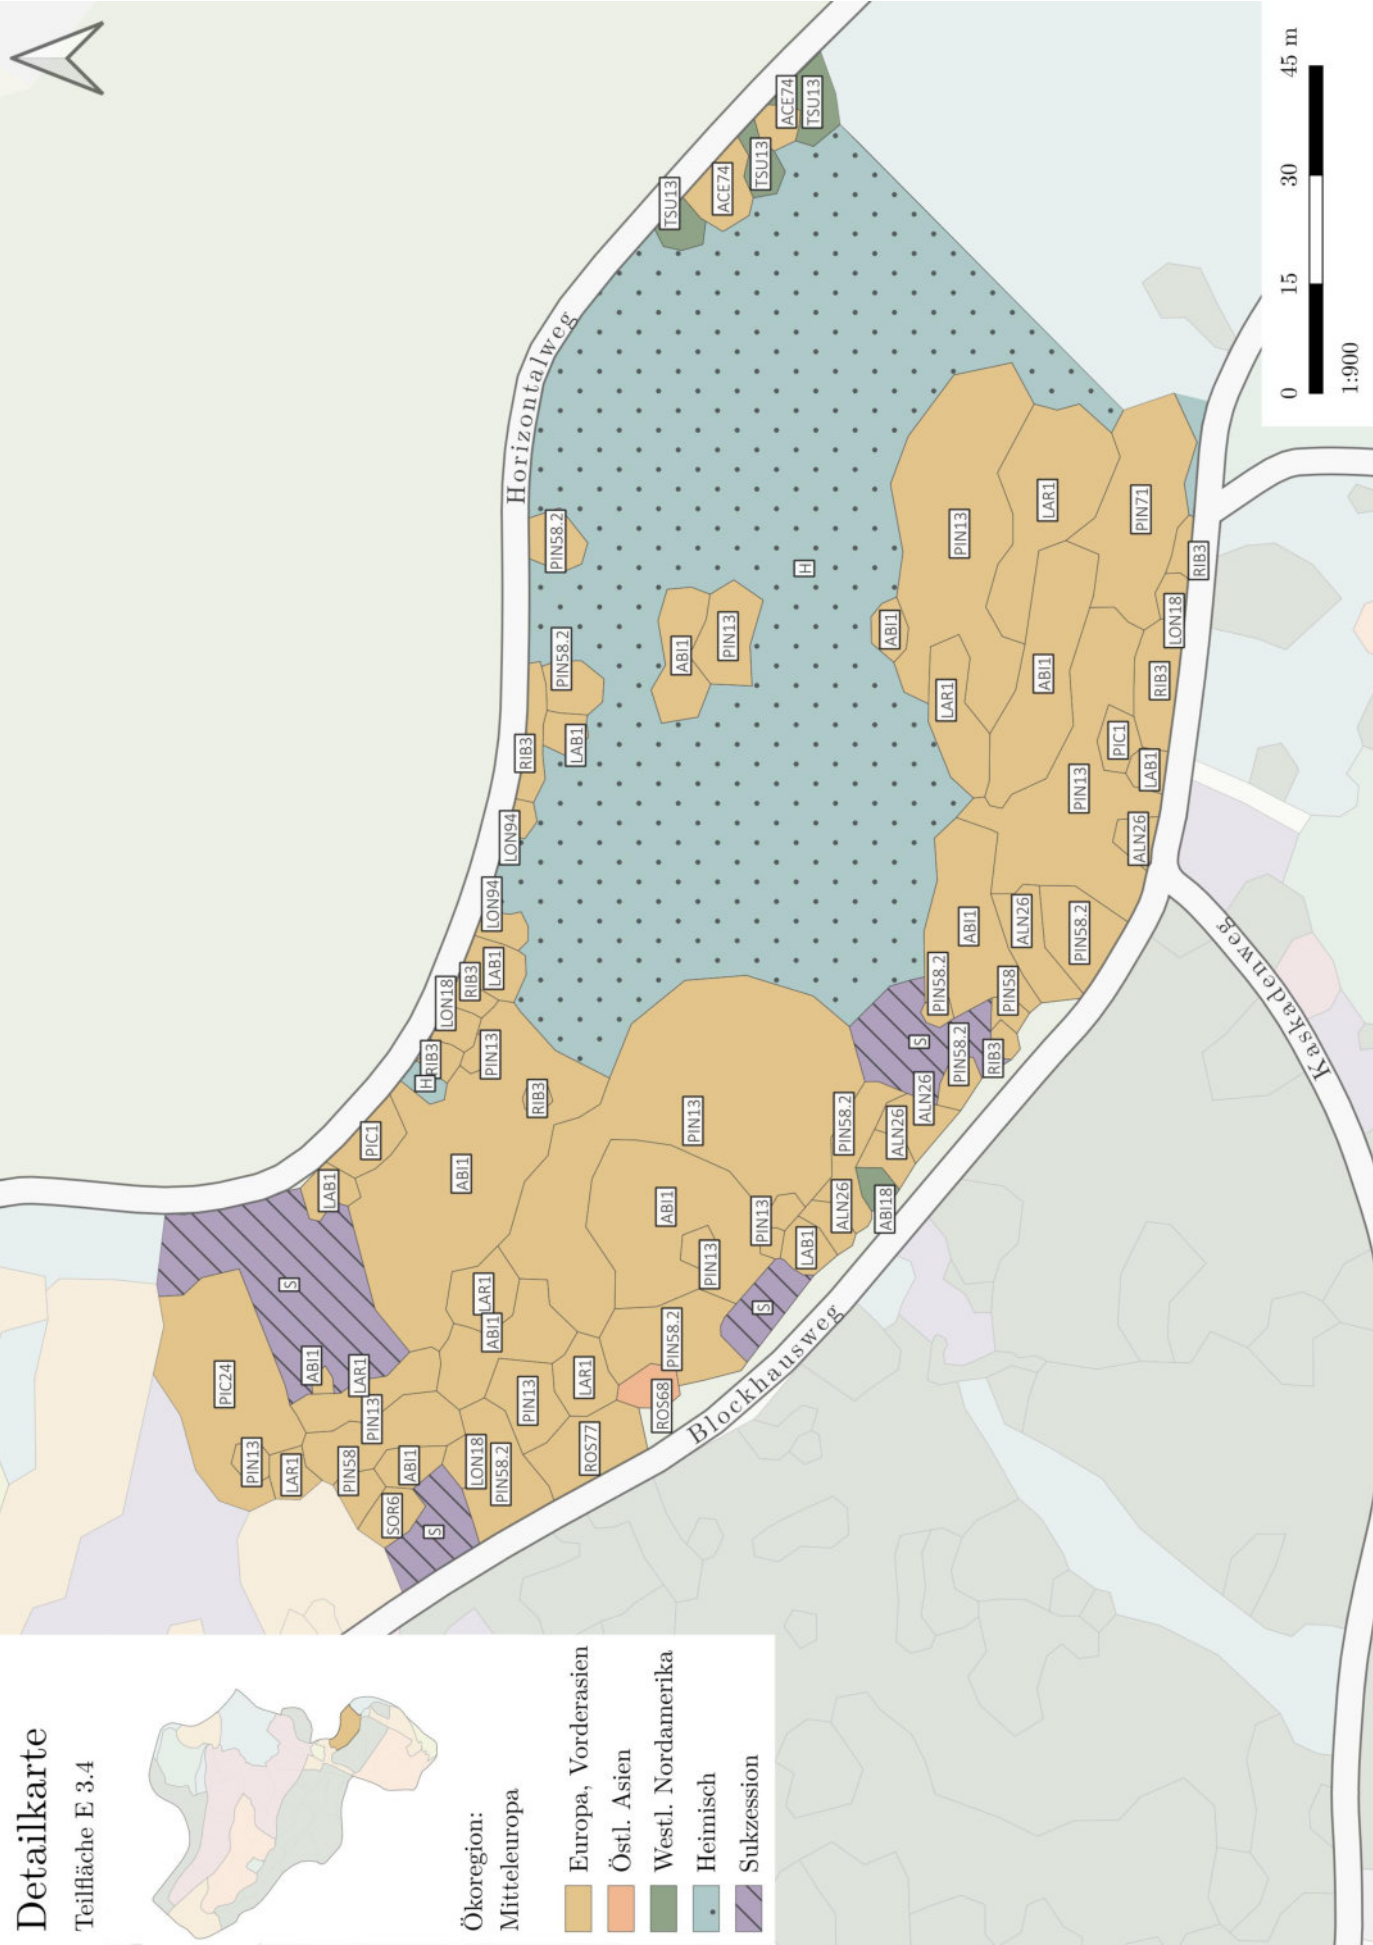 Detailkarte
Teilfläche E 3.4
Ökoregion:
Mitteleuropa
Europa, Vorderasien
Östl. Asien
Westl. Nordamerika
Heimisch
Sukzession
Horizontalweg
Blockhausweg
Kaskadenweg
PIC24
PIN13
LAR1
PIN58
SOR6
S
ABI1
LAR1
PIN13
ABI1
S
LAB1
PIC1
H
RIB3
LON18
RIB3
LAB1
LON94
LON94
RIB3
LAB1
PIN58.2
PIN58.2
TSU13
ACE74
TSU13
ACE74
TSU13
PIN13
RIB3
ABI1
LAR1
ABI1
LON18
PIN58.2
PIN13
LAR1
ROS77
ROS68
PIN58.2
PIN13
ABI1
PIN13
S
PIN13
LAB1
ALN26
PIN58.2
ABI18
ALN26
ALN26
S
PIN58.2
PIN58.2
RIB3
PIN58
ABI1
ALN26
PIN58.2
ABI1
PIN13
H
ABI1
PIN13
LAR1
LAR1
ABI1
PIN71
PIN13
PIC1
LAB1
ALN26
RIB3
LON18
RIB3
0 15 30 45 m
1:900